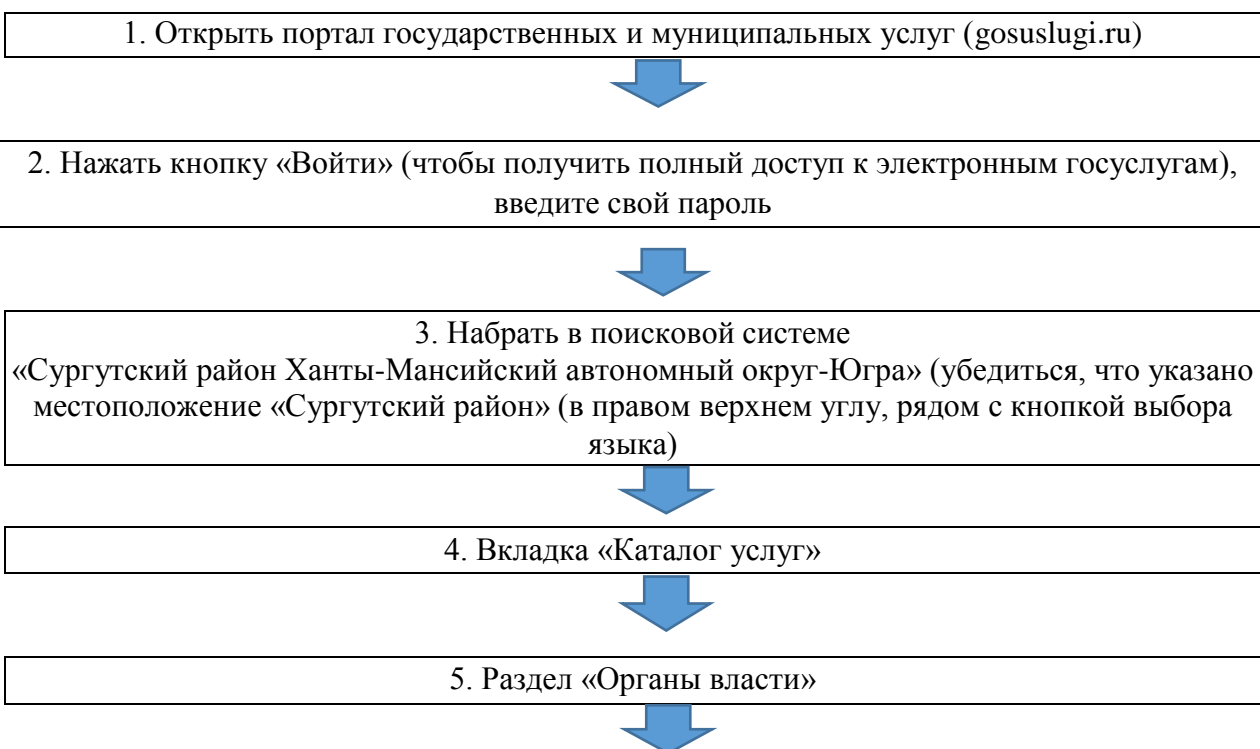 1. Открыть портал государственных и муниципальных услуг (gosuslugi.ru)
2. Нажать кнопку «Войти» (чтобы получить полный доступ к электронным госуслугам),
введите свой пароль
3. Набрать в поисковой системе
«Сургутский район Ханты-Мансийский автономный округ-Югра» (убедиться, что указано
местоположение «Сургутский район» (в правом верхнем углу, рядом с кнопкой выбора
языка)
4. Вкладка «Каталог услуг»
5. Раздел «Органы власти»